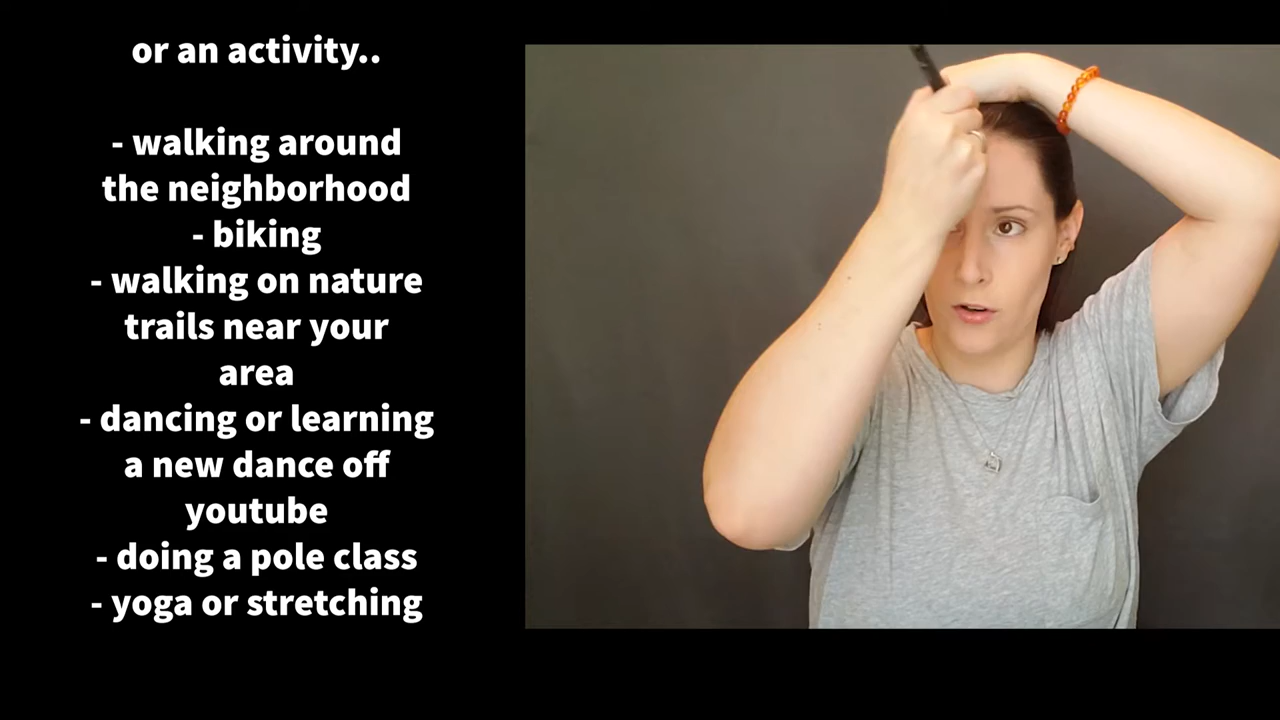 or an activity..
- walking around
the neighborhood
- biking
- walking on nature
trails near your
area
- dancing or learning
a new dance off
youtube
- doing a pole class
- yoga or stretching